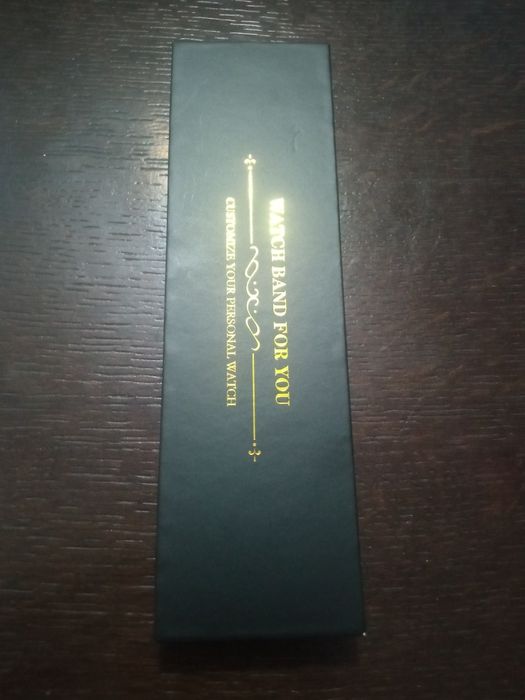 WATCH BAND FOR YOU
CUSTOMIZE YOUR PERSONAL WATCH